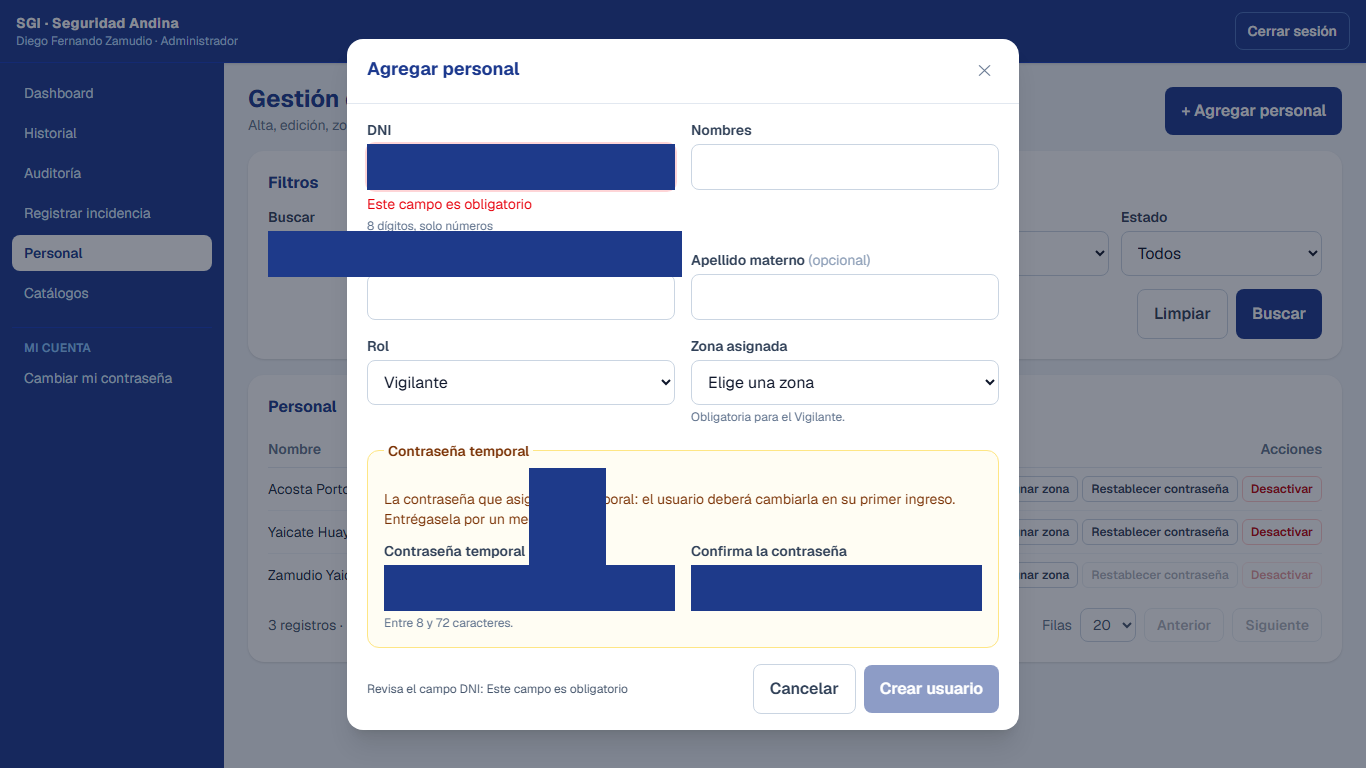 SGI · Seguridad Andina
Diego Fernando Zamudio · Administrador
Cerrar sesión
Dashboard
Historial
Auditoría
Registrar incidencia
Personal
Catálogos
MI CUENTA
Cambiar mi contraseña
Gestión
Alta, edición, zo
+ Agregar personal
Filtros
Buscar
Estado
Todos
Limpiar
Buscar
Personal
Nombre
Acciones
Acosta Porto
nar zona
Restablecer contraseña
Desactivar
Yaicate Huay
nar zona
Restablecer contraseña
Desactivar
Zamudio Yaic
nar zona
Restablecer contraseña
Desactivar
3 registros ·
Filas
20
Anterior
Siguiente
Agregar personal
DNI
Nombres
Este campo es obligatorio
8 dígitos, solo números
Apellido materno (opcional)
Rol
Zona asignada
Vigilante
Elige una zona
Obligatoria para el Vigilante.
Contraseña temporal
La contraseña que asig poral: el usuario deberá cambiarla en su primer ingreso.
Entrégasela por un me
Contraseña temporal
Confirma la contraseña
Entre 8 y 72 caracteres.
Revisa el campo DNI: Este campo es obligatorio
Cancelar
Crear usuario